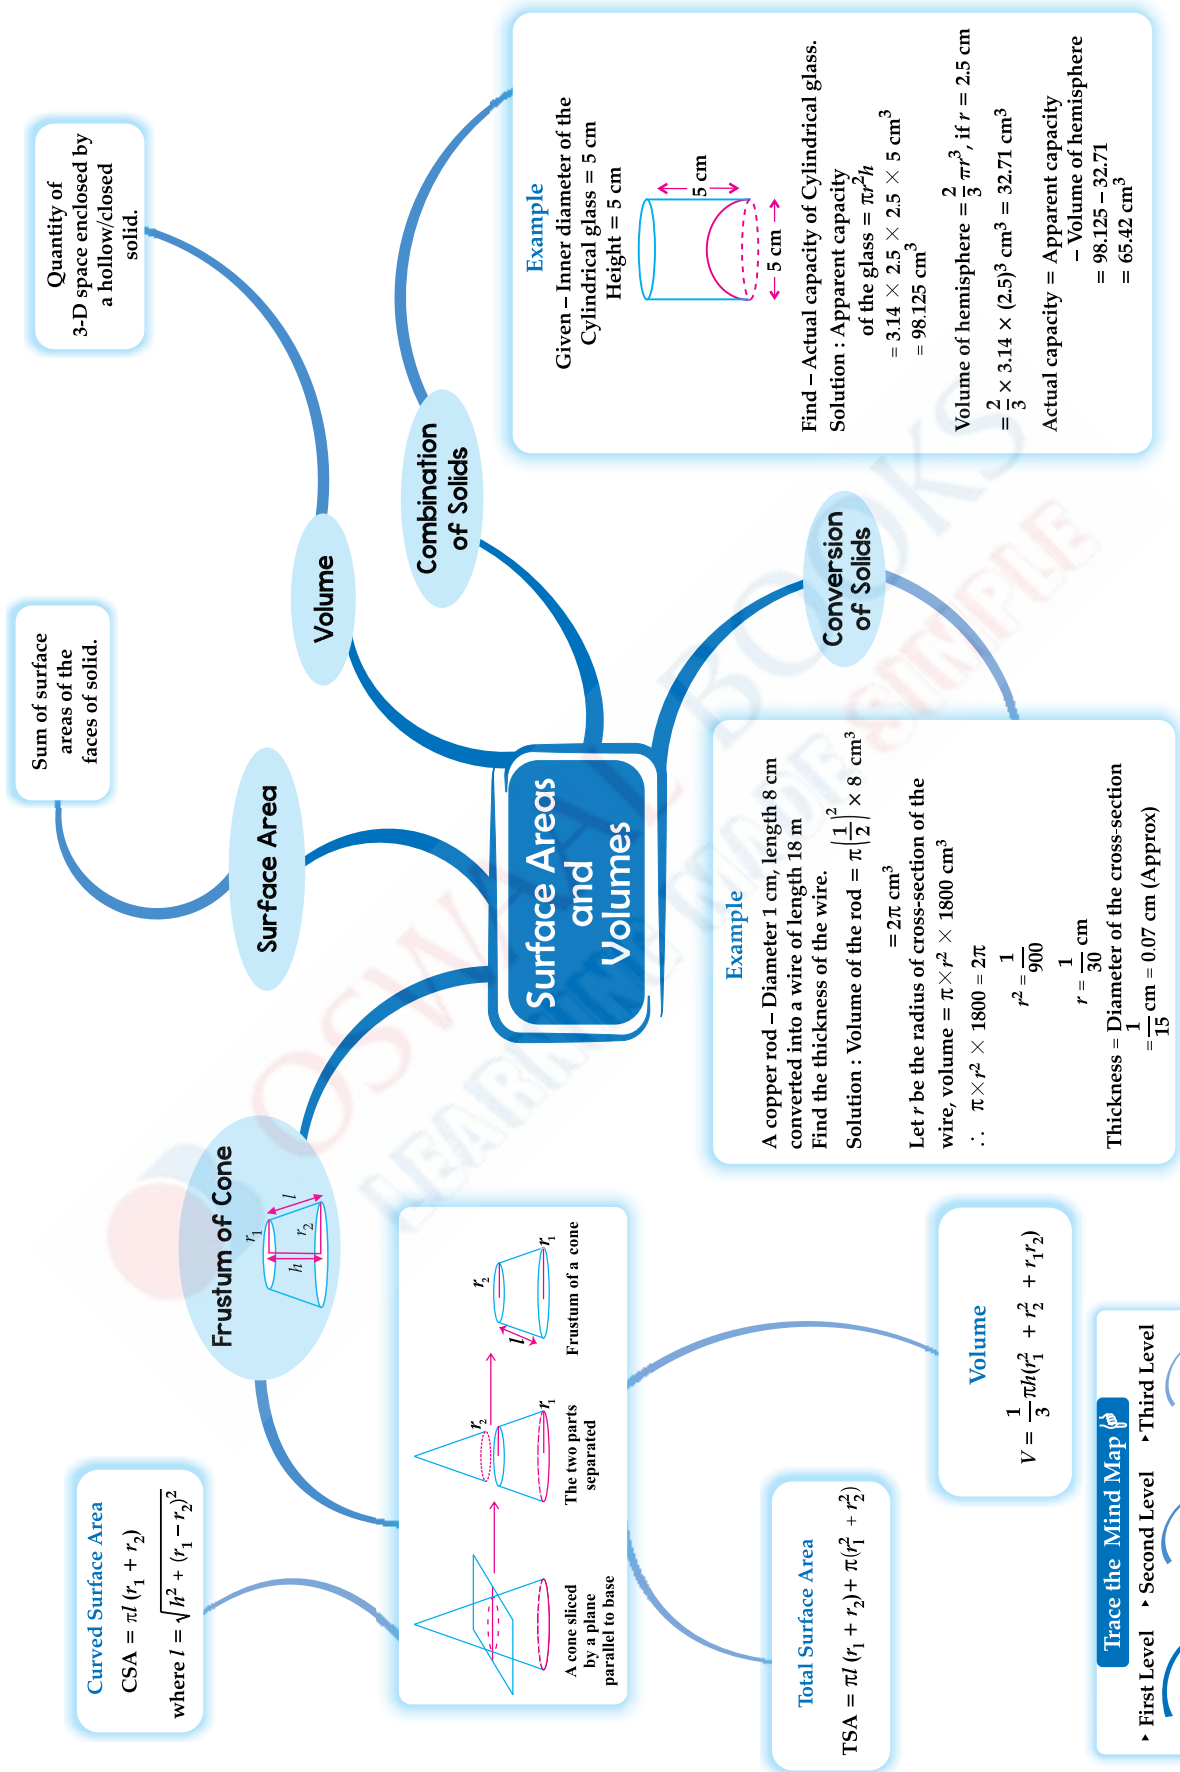 Surface Areas
and
Volumes
Frustum of Cone
r₁
h
r₂
l
Curved Surface Area
CSA = πl (r₁ + r₂)
where l = √(h² + (r₁ – r₂)²)
A cone sliced
by a plane
parallel to base
r₂
r₁
The two parts
separated
r₂
l
r₁
Frustum of a cone
Total Surface Area
TSA = πl (r₁ + r₂) + π(r₁² + r₂²)
Volume
V = 1/3 πh(r₁² + r₂² + r₁r₂)
Surface Area
Sum of surface
areas of the
faces of solid.
Volume
Quantity of
3-D space enclosed by
a hollow/closed
solid.
Combination
of Solids
Example
Given – Inner diameter of the
Cylindrical glass = 5 cm
Height = 5 cm
5 cm
5 cm
Find – Actual capacity of Cylindrical glass.
Solution : Apparent capacity
of the glass = πr²h
= 3.14 × 2.5 × 2.5 × 5 cm³
= 98.125 cm³
Volume of hemisphere = 2/3 πr³, if r = 2.5 cm
= 2/3 × 3.14 × (2.5)³ cm³ = 32.71 cm³
Actual capacity = Apparent capacity
- Volume of hemisphere
= 98.125 – 32.71
= 65.42 cm³
Conversion
of Solids
Example
A copper rod – Diameter 1 cm, length 8 cm
converted into a wire of length 18 m
Find the thickness of the wire.
Solution : Volume of the rod = π(1/2)² × 8 cm³
= 2π cm³
Let r be the radius of cross-section of the
wire, volume = π × r² × 1800 cm³
∴ π × r² × 1800 = 2π
r² = 1/900
r = 1/30 cm
Thickness = Diameter of the cross-section
= 1/15 cm = 0.07 cm (Approx)
Trace the Mind Map
▸ First Level ▸ Second Level ▸ Third Level
OSWAAL BOOKS
LEARNING MADE SIMPLE